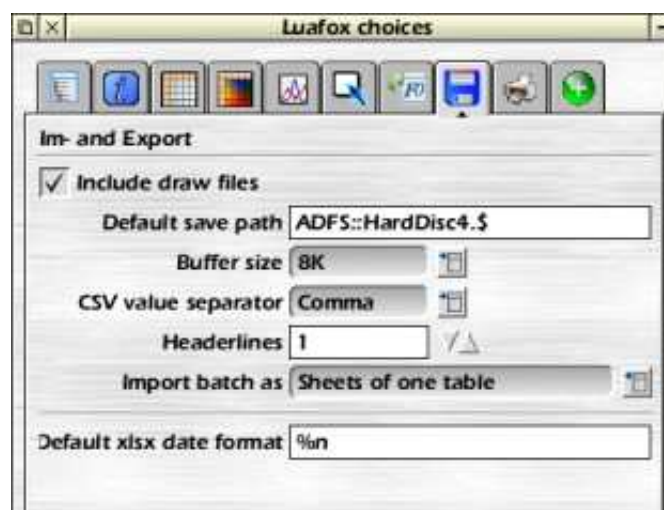 Luafox choices
Im- and Export
Include draw files
Default save path ADFS::HardDisc4.$
Buffer size 8K
CSV value separator Comma
Headerlines 1
Import batch as Sheets of one table
Default xlsx date format %n